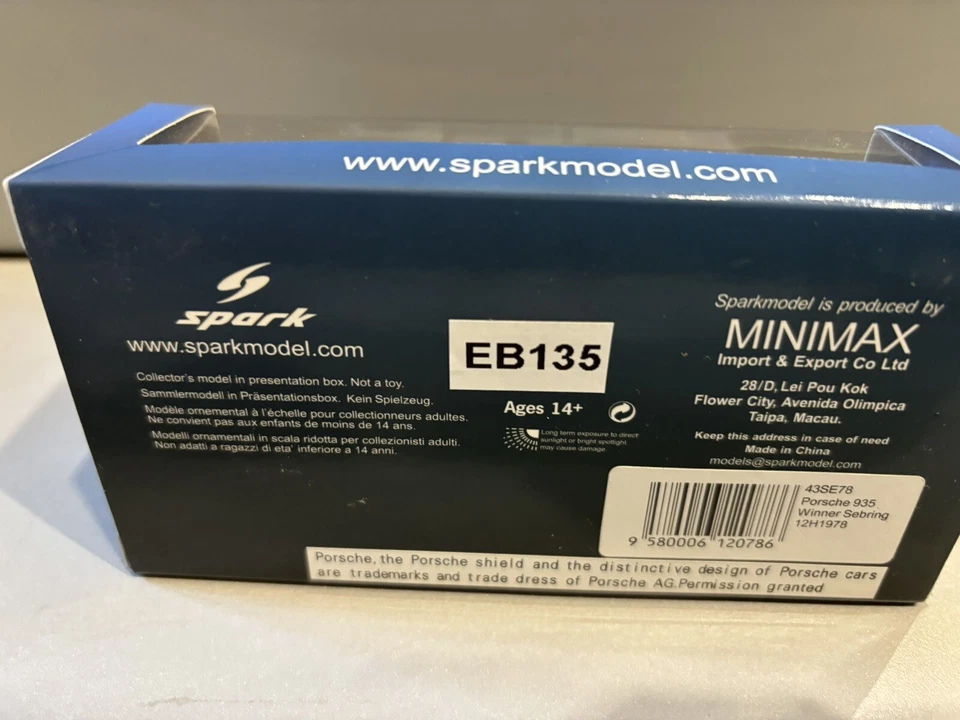 www.sparkmodel.com
spark
www.sparkmodel.com
Collector's model in presentation box. Not a toy.
Sammlermodell in Präsentationsbox. Kein Spielzeug.
Modèle ornemental à l'échelle pour collectionneurs adultes.
Ne convient pas aux enfants de moins de 14 ans.
Modelli ornamentali in scala ridotta per collezionisti adulti.
Non adatti a ragazzi di eta' inferiore a 14 anni.
EB135
Ages 14+
Long term exposure to direct
sunlight or bright spotlight
may cause damage.
Sparkmodel is produced by
MINIMAX
Import & Export Co Ltd
28/D, Lei Pou Kok
Flower City, Avenida Olimpica
Taipa, Macau.
Keep this address in case of need
Made in China
models@sparkmodel.com
43SE78
Porsche 935
Winner Sebring
12H1978
9 580006 120786
Porsche, the Porsche shield and the distinctive design of Porsche cars
are trademarks and trade dress of Porsche AG.Permission granted